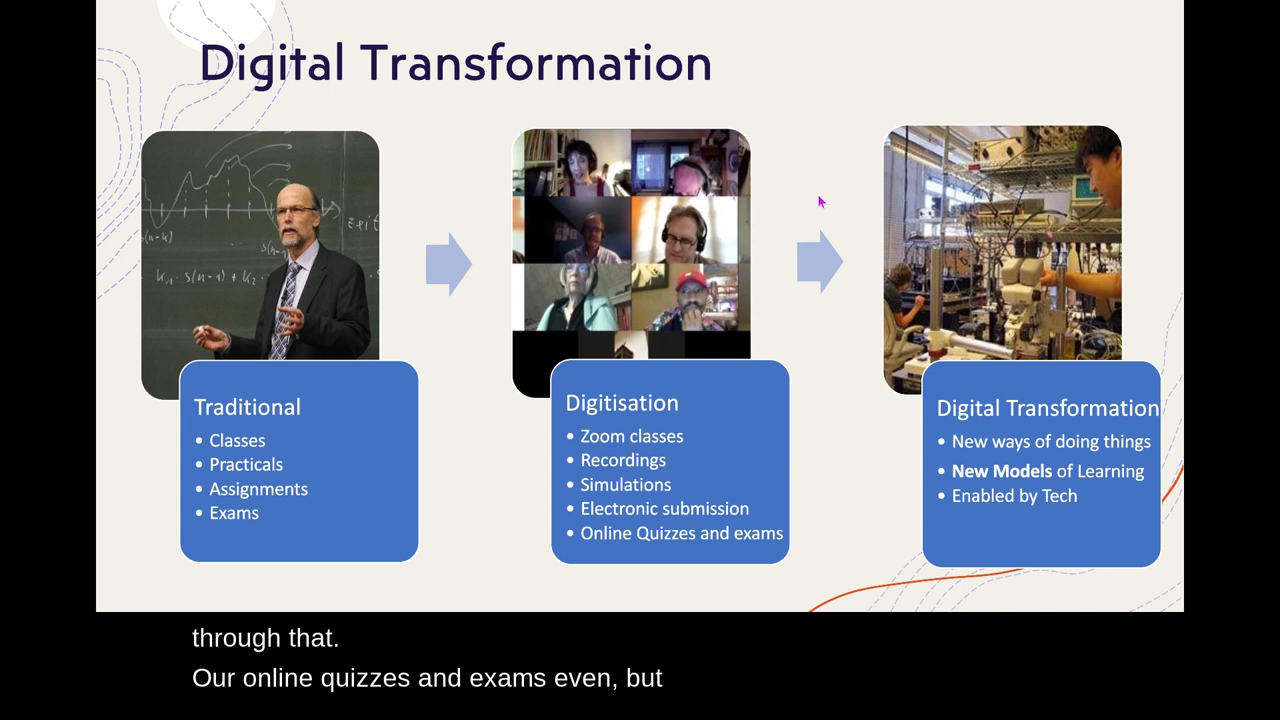 Digital Transformation
Traditional
• Classes
• Practicals
• Assignments
• Exams
Digitisation
• Zoom classes
• Recordings
• Simulations
• Electronic submission
• Online Quizzes and exams
Digital Transformation
• New ways of doing things
• New Models of Learning
• Enabled by Tech
through that.
Our online quizzes and exams even, but